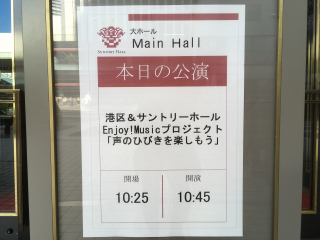 大ホール
Main Hall
SUNTORY HALL
本日の公演
港区&サントリーホール
Enjoy!Musicプロジェクト
「声のひびきを楽しもう」
開場 開演
10:25 10:45